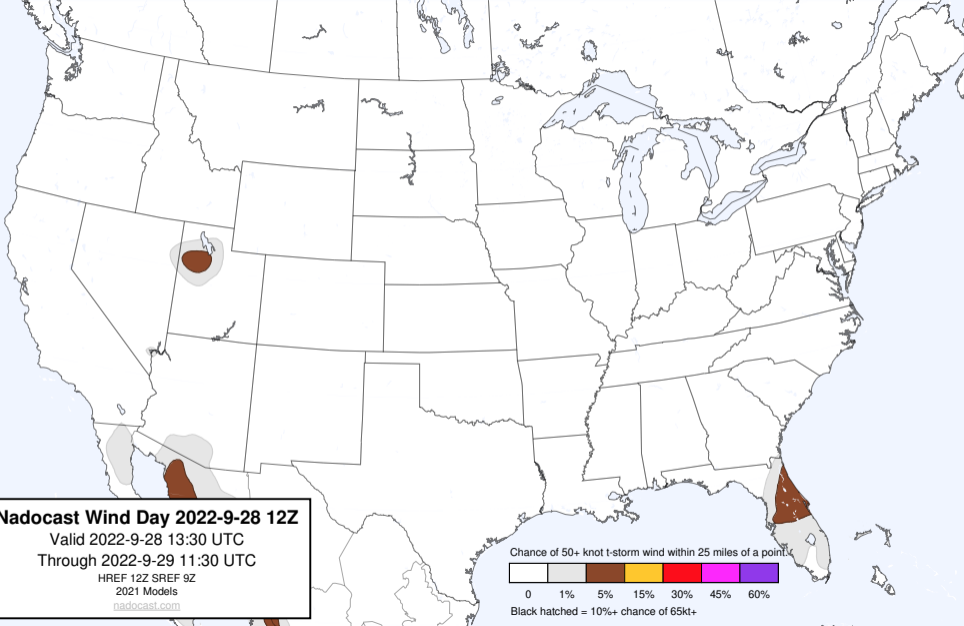 Nadocast Wind Day 2022-9-28 12Z
Valid 2022-9-28 13:30 UTC
Through 2022-9-29 11:30 UTC
HREF 12Z SREF 9Z
2021 Models
nadocast.com
Chance of 50+ knot t-storm wind within 25 miles of a point.
0 1% 5% 15% 30% 45% 60%
Black hatched = 10%+ chance of 65kt+